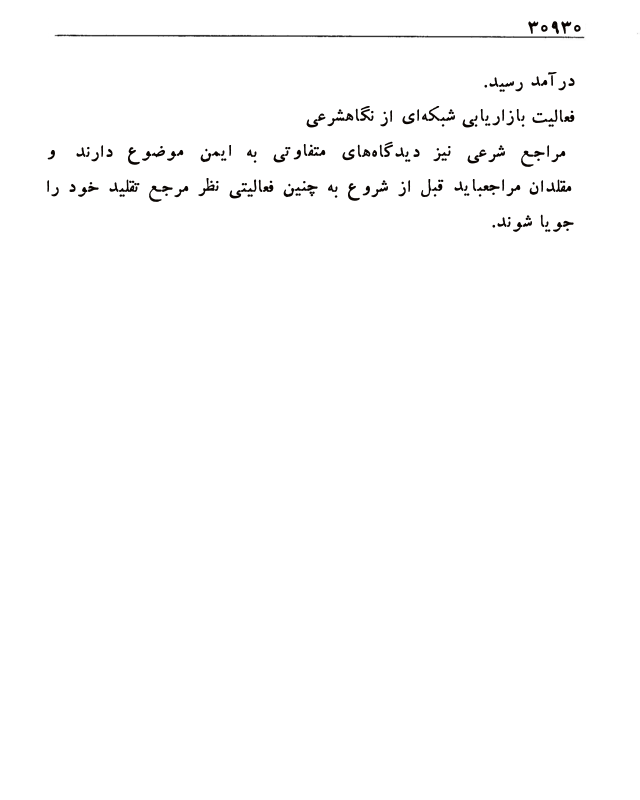 ۳۰۹۳۰
درآمد رسید.
فعالیت بازاریابی شبکه‌ای از نگاهشرعی
مراجع شرعی نیز دیدگاه‌های متفاوتی به ایمن موضوع دارند و
مقلدان مراجعباید قبل از شروع به چنین فعالیتی نظر مرجع تقلید خود را
جویا شوند.